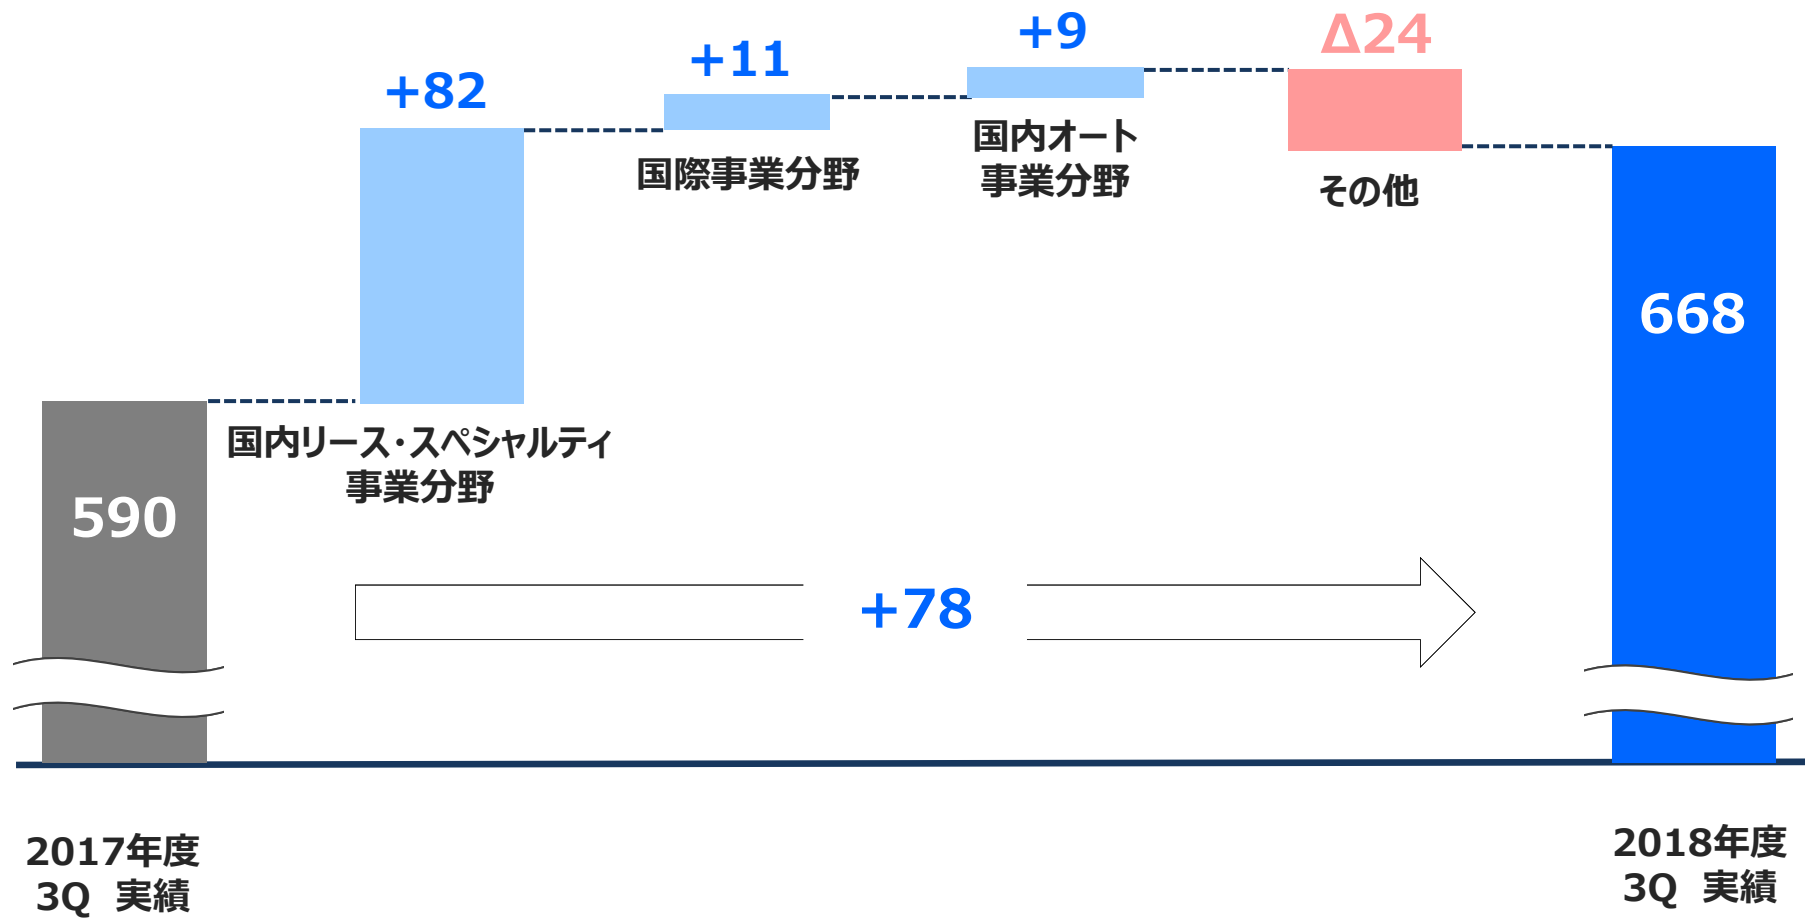 +82
+11
+9
Δ24
国際事業分野
国内オート
事業分野
その他
668
国内リース・スペシャルティ
事業分野
590
+78
2017年度
3Q 実績
2018年度
3Q 実績